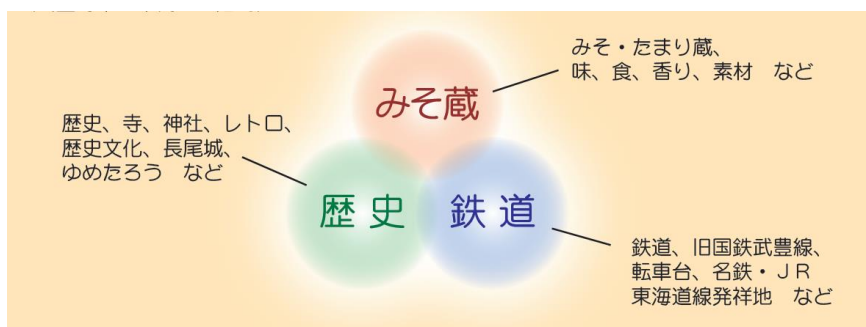 みそ蔵
みそ・たまり蔵、
味、食、香り、素材　など
歴史、寺、神社、レトロ、
歴史文化、長尾城、
ゆめたろう　など
歴史
鉄道
鉄道、旧国鉄武豊線、
転車台、名鉄・ＪＲ
東海道線発祥地　など